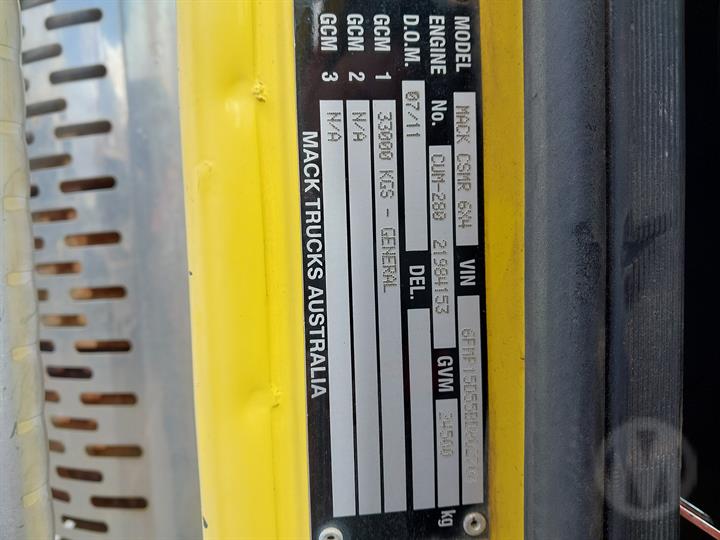 MODEL MACK CSMR 6X4 VIN
ENGINE No. CUM-280 21984153 GVM 24500 kg
D.O.M. 07/11 DEL.
GCM 1 33000 KGS - GENERAL
GCM 2 N/A
GCM 3 N/A
MACK TRUCKS AUSTRALIA